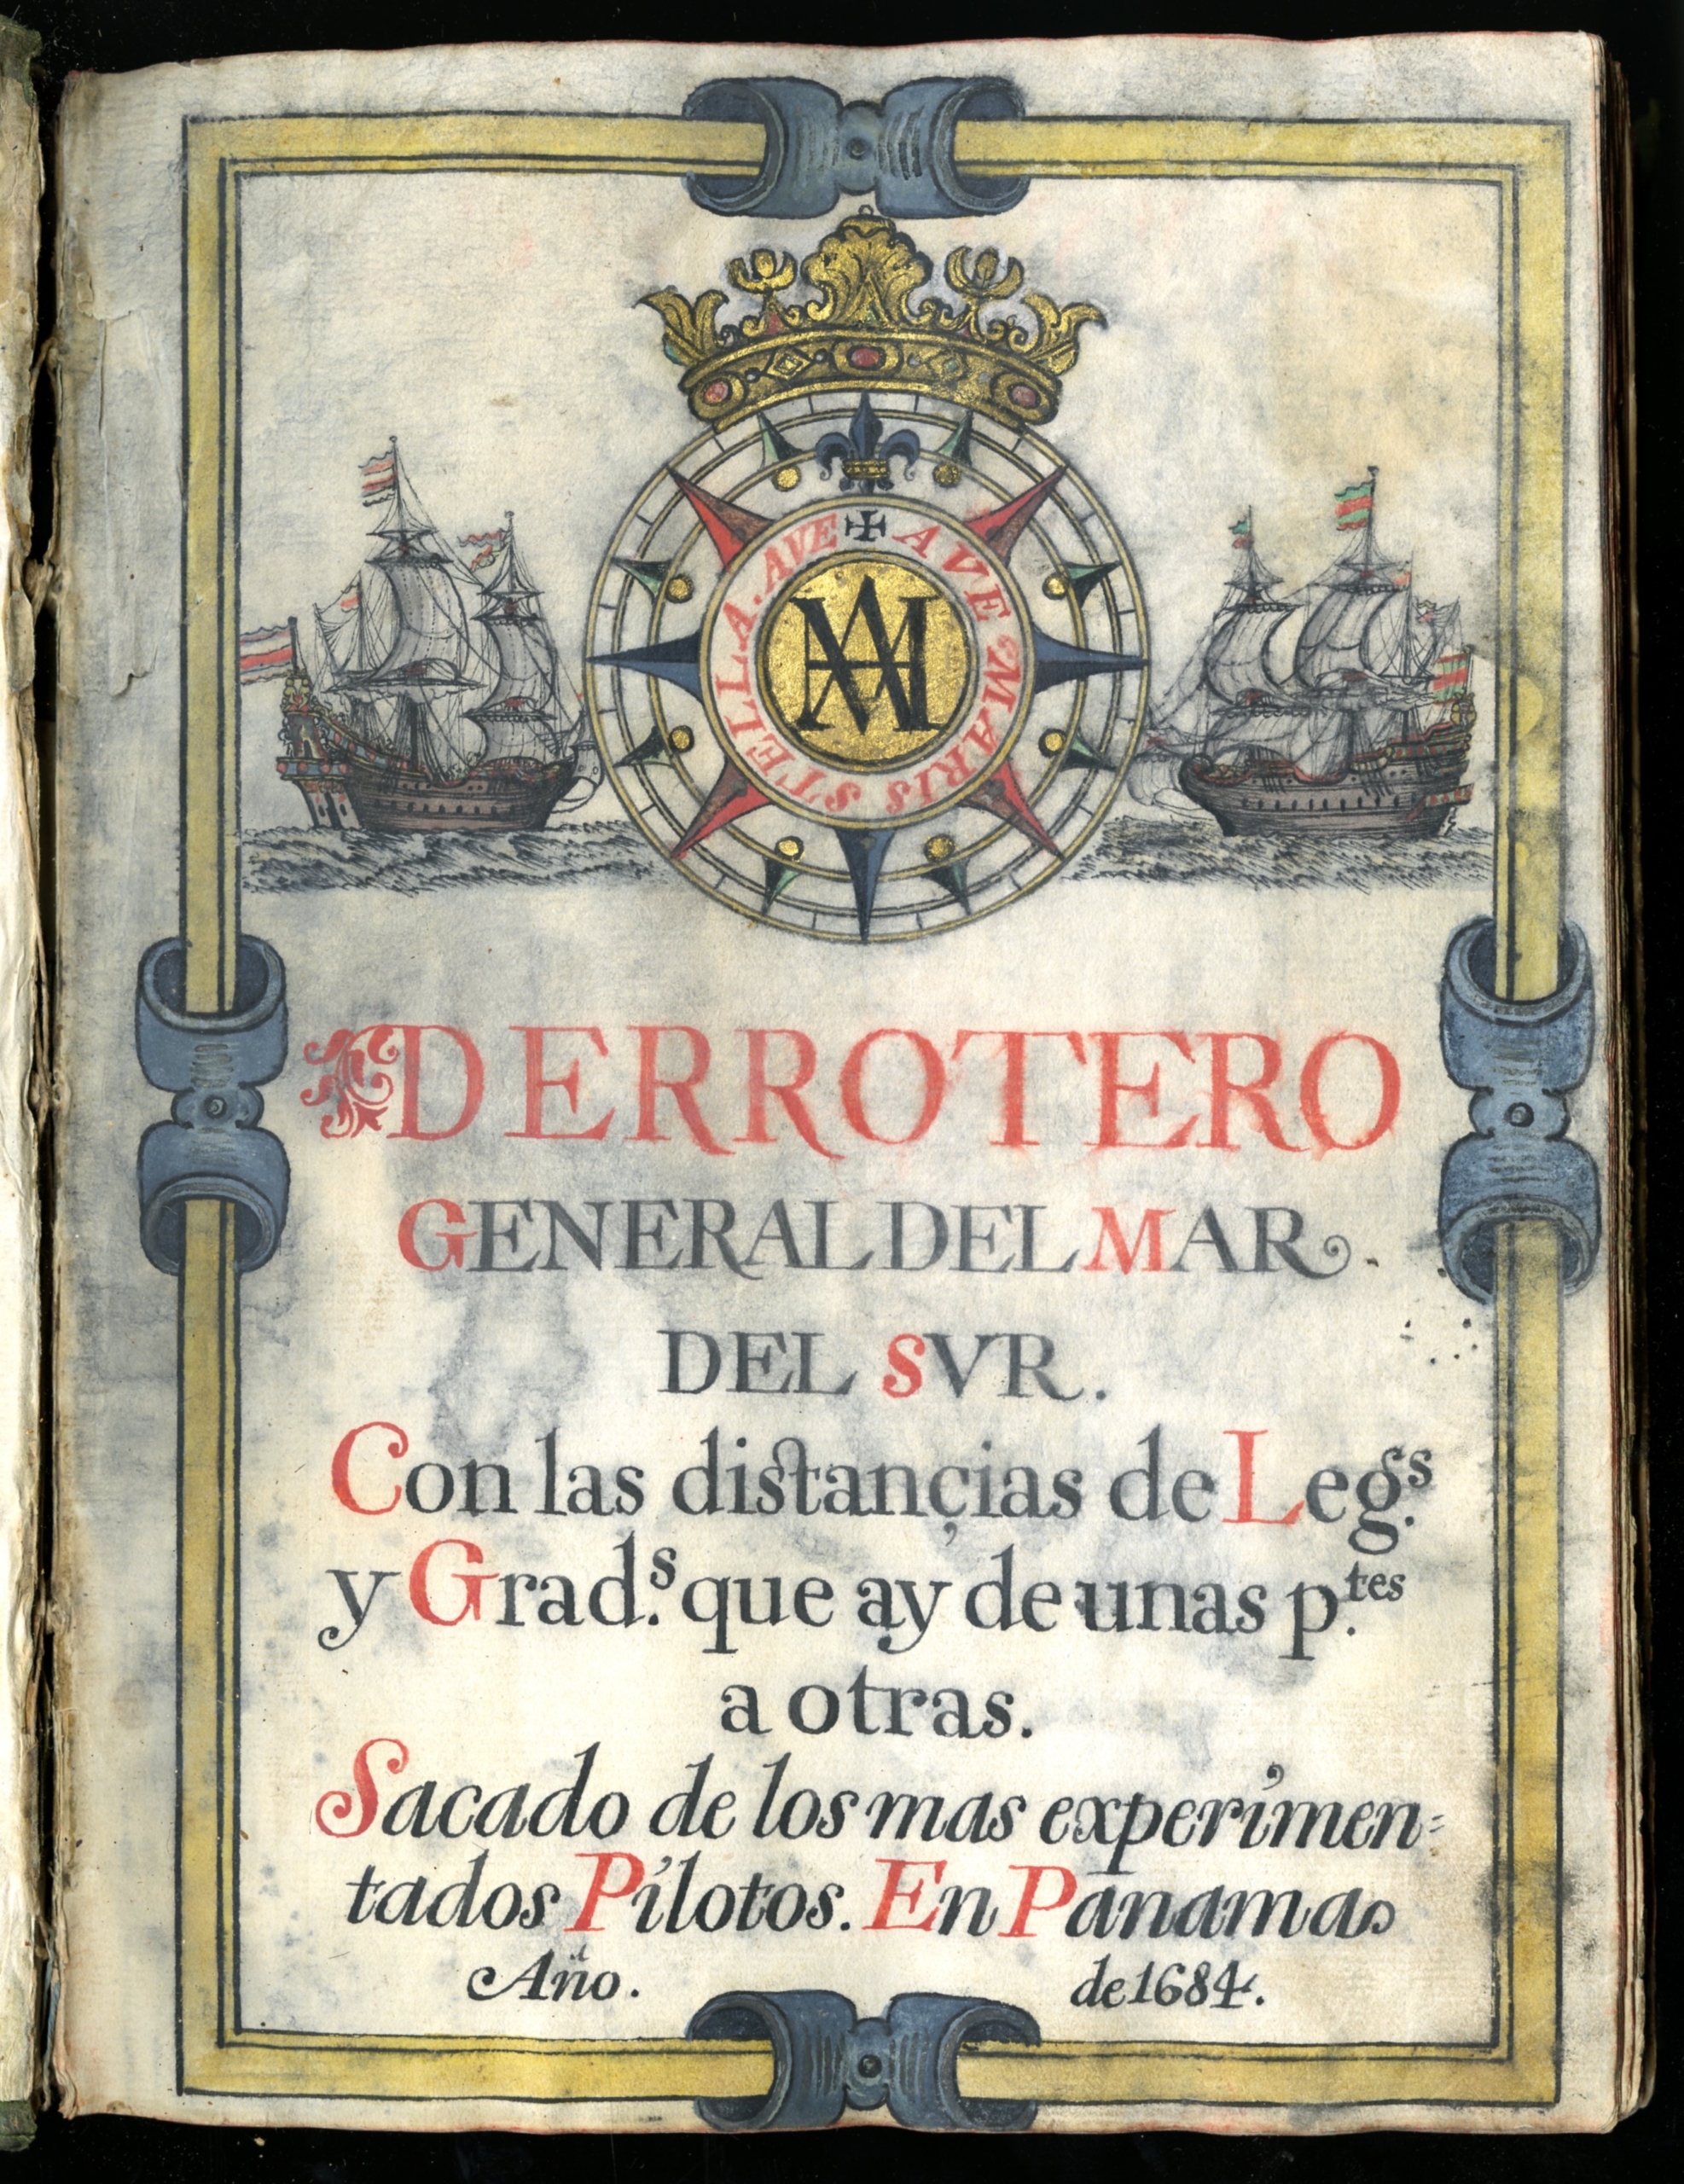 AVE MARIS STELLA. AVE
MA
DERROTERO
GENERAL DEL MAR.
DEL SVR.
Con las distançias de Leg.s
y Grad.s que ay de unas p.tes
a otras.
Sacado de los mas experimen=
tados Pilotos. En Panama
Año. de 1684.